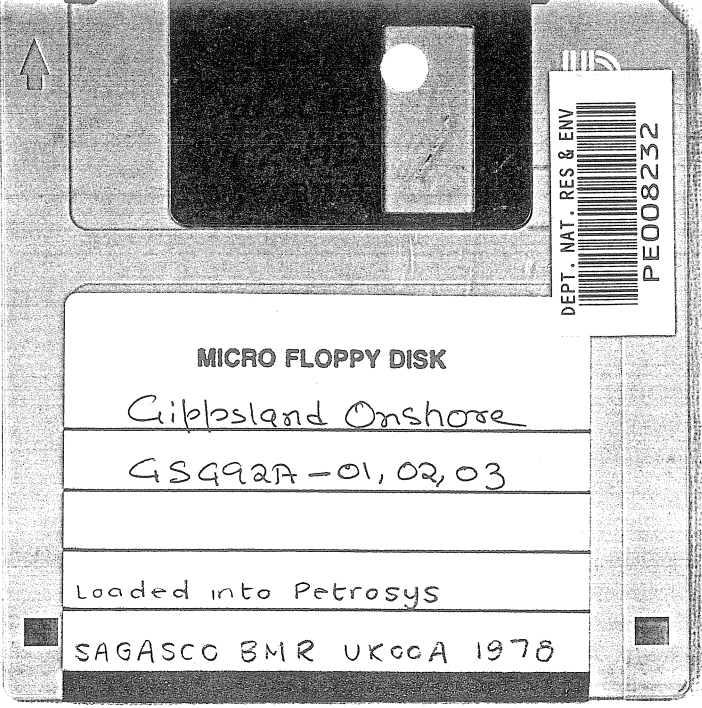 DEPT. NAT. RES & ENV
PE008232
MICRO FLOPPY DISK
Gippsland Onshore
GSG92A-01, 02, 03
Loaded into Petrosys
SAGASCO BMR UKOOA 1978